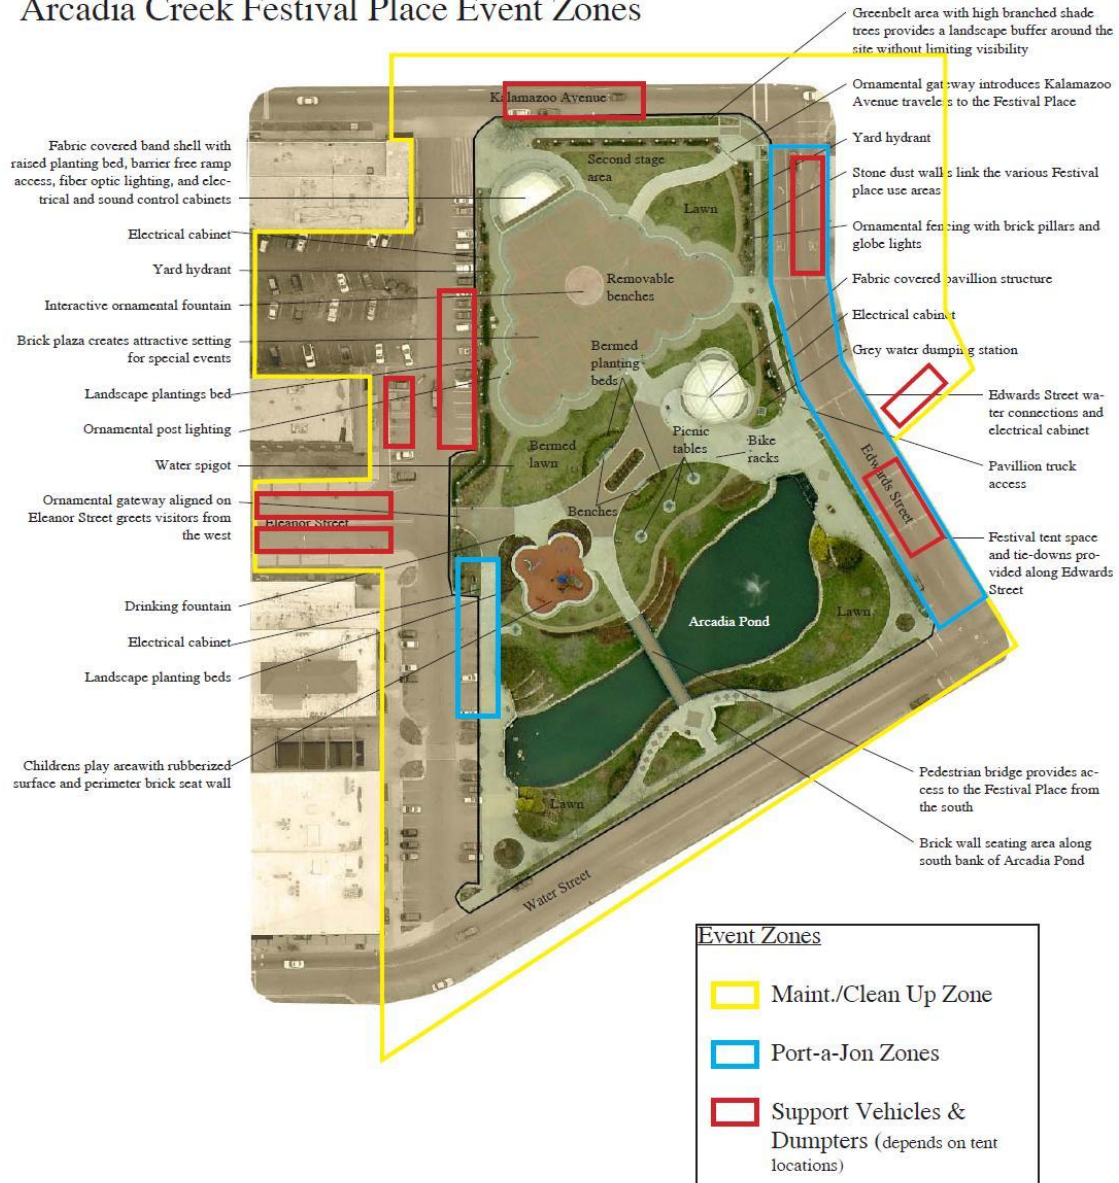 Arcadia Creek Festival Place Event Zones
Greenbelt area with high branched shade
trees provides a landscape buffer around the
site without limiting visibility
Kalamazoo Avenue
Ornamental gateway introduces Kalamazoo
Avenue travelers to the Festival Place
Yard hydrant
Stone dust walks link the various Festival
place use areas
Ornamental fencing with brick pillars and
globe lights
Fabric covered pavillion structure
Electrical cabinet
Grey water dumping station
Edwards Street wa-
ter connections and
electrical cabinet
Pavillion truck
access
Festival tent space
and tie-downs pro-
vided along Edwards
Street
Pedestrian bridge provides ac-
cess to the Festival Place from
the south
Brick wall seating area along
south bank of Arcadia Pond
Fabric covered band shell with
raised planting bed, barrier free ramp
access, fiber optic lighting, and elec-
trical and sound control cabinets
Electrical cabinet
Yard hydrant
Interactive ornamental fountain
Brick plaza creates attractive setting
for special events
Landscape plantings bed
Ornamental post lighting
Water spigot
Ornamental gateway aligned on
Eleanor Street greets visitors from
the west
Drinking fountain
Electrical cabinet
Landscape planting beds
Childrens play areawith rubberized
surface and perimeter brick seat wall
Second stage
area
Lawn
Removable
benches
Bermed
planting
beds
Bermed
lawn
Picnic
tables
Bike
racks
Benches
Eleanor Street
Edwards Street
Arcadia Pond
Lawn
Lawn
Water Street
Event Zones
Maint./Clean Up Zone
Port-a-Jon Zones
Support Vehicles &
Dumpters (depends on tent
locations)